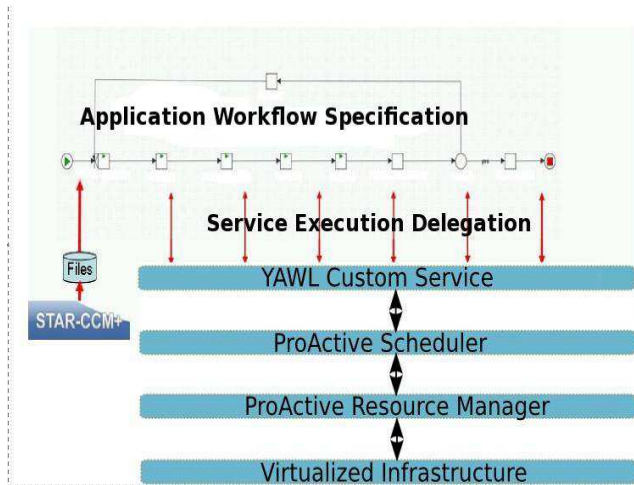 Application Workflow Specification
Service Execution Delegation
Files
YAWL Custom Service
STAR-CCM+
ProActive Scheduler
ProActive Resource Manager
Virtualized Infrastructure